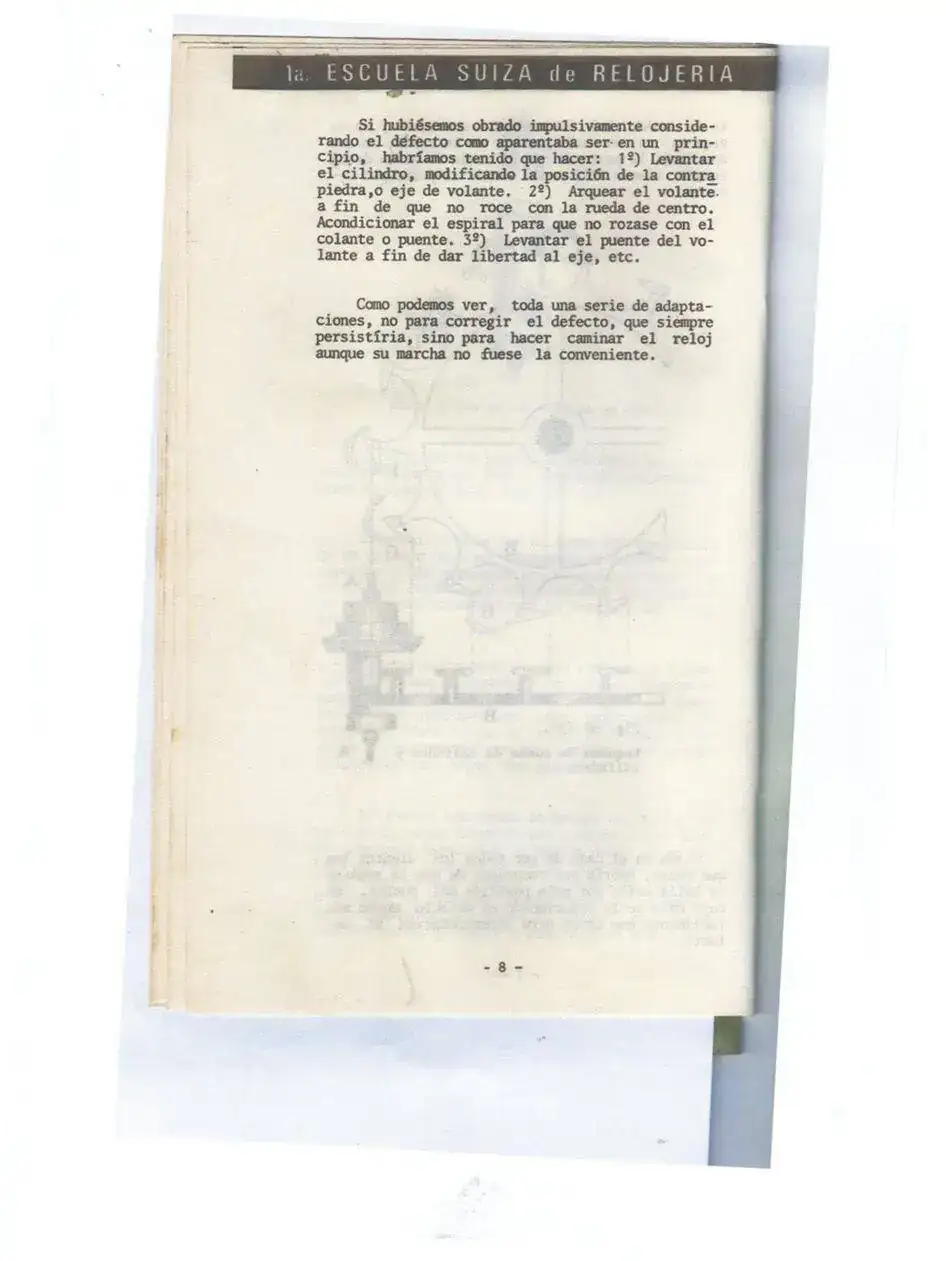 1a. ESCUELA SUIZA de RELOJERIA
Si hubiésemos obrado impulsivamente conside-
rando el defecto como aparentaba ser en un prin-
cipio, habríamos tenido que hacer: 1º) Levantar
el cilindro, modificando la posición de la contra
piedra,o eje de volante. 2º) Arquear el volante
a fin de que no roce con la rueda de centro.
Acondicionar el espiral para que no rozase con el
colante o puente. 3º) Levantar el puente del vo-
lante a fin de dar libertad al eje, etc.
Como podemos ver, toda una serie de adapta-
ciones, no para corregir el defecto, que siempre
persistíria, sino para hacer caminar el reloj
aunque su marcha no fuese la conveniente.
- 8 -